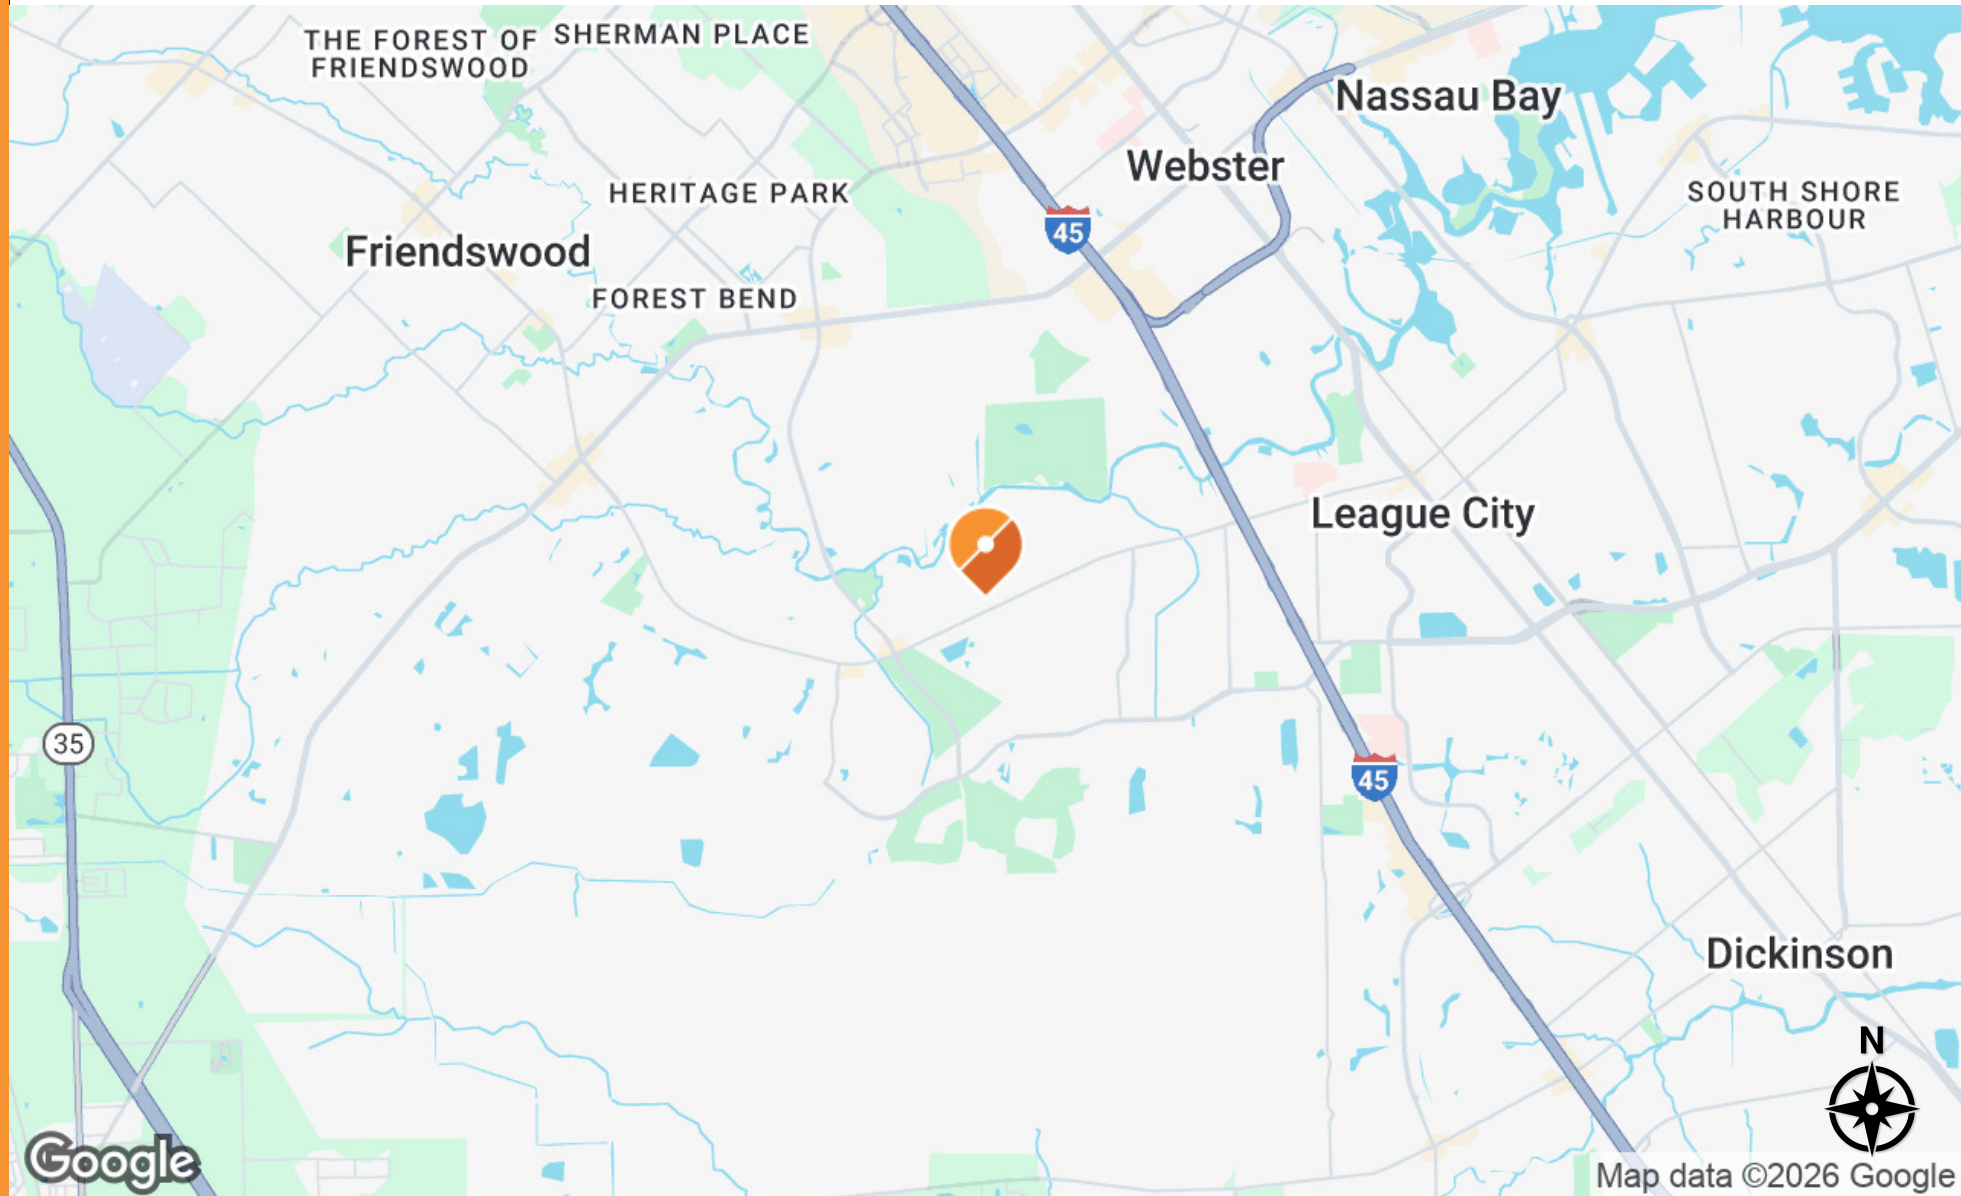 THE FOREST OF
FRIENDSWOOD
SHERMAN PLACE
Nassau Bay
Webster
HERITAGE PARK
SOUTH SHORE
HARBOUR
45
Friendswood
FOREST BEND
League City
35
45
Dickinson
N
Google
Map data ©2026 Google